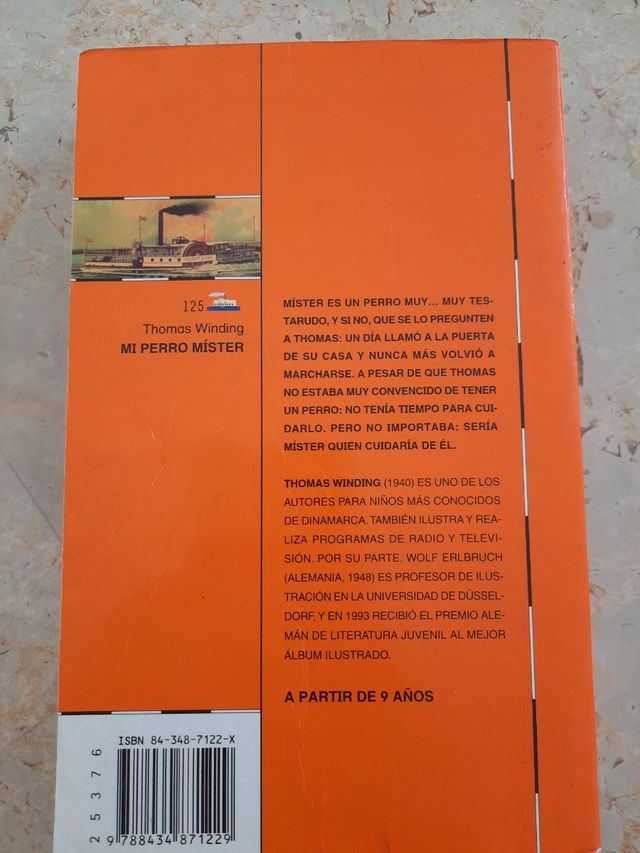 125
Thomas Winding
MI PERRO MÍSTER
MÍSTER ES UN PERRO MUY... MUY TES-
TARUDO, Y SI NO, QUE SE LO PREGUNTEN
A THOMAS: UN DÍA LLAMÓ A LA PUERTA
DE SU CASA Y NUNCA MÁS VOLVIÓ A
MARCHARSE. A PESAR DE QUE THOMAS
NO ESTABA MUY CONVENCIDO DE TENER
UN PERRO: NO TENÍA TIEMPO PARA CUI-
DARLO. PERO NO IMPORTABA: SERÍA
MÍSTER QUIEN CUIDARÍA DE ÉL.
THOMAS WINDING (1940) ES UNO DE LOS
AUTORES PARA NIÑOS MÁS CONOCIDOS
DE DINAMARCA. TAMBIÉN ILUSTRA Y REA-
LIZA PROGRAMAS DE RADIO Y TELEVI-
SIÓN. POR SU PARTE, WOLF ERLBRUCH
(ALEMANIA, 1948) ES PROFESOR DE ILUS-
TRACIÓN EN LA UNIVERSIDAD DE DÜSSEL-
DORF, Y EN 1993 RECIBIÓ EL PREMIO ALE-
MÁN DE LITERATURA JUVENIL AL MEJOR
ÁLBUM ILUSTRADO.
A PARTIR DE 9 AÑOS
ISBN 84-348-7122-X
25376
9788434871229